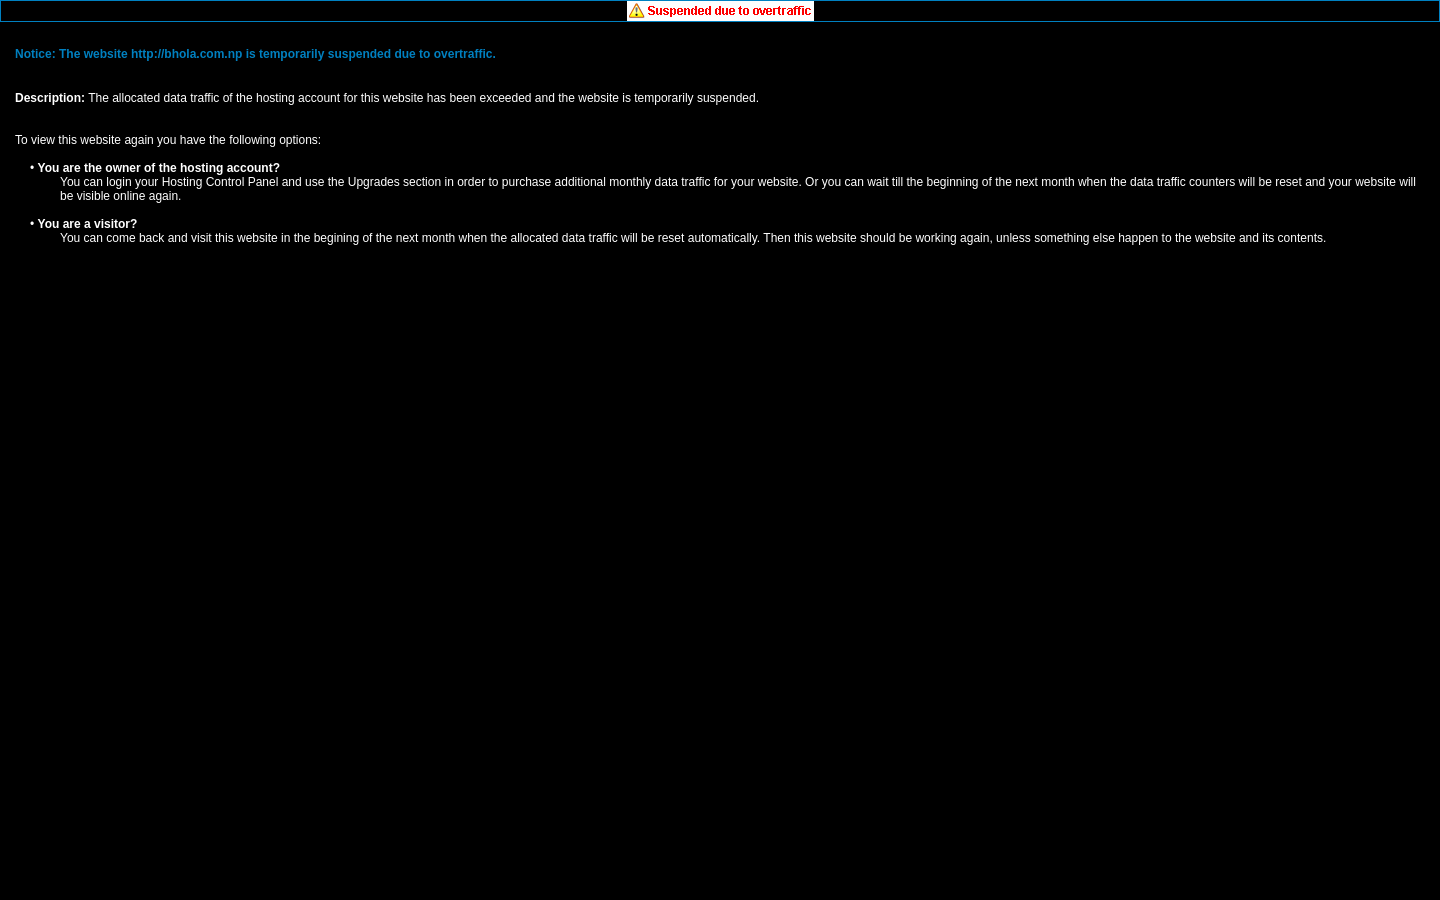 Suspended due to overtraffic
Notice: The website http://bhola.com.np is temporarily suspended due to overtraffic.
Description: The allocated data traffic of the hosting account for this website has been exceeded and the website is temporarily suspended.
To view this website again you have the following options:
• You are the owner of the hosting account?
You can login your Hosting Control Panel and use the Upgrades section in order to purchase additional monthly data traffic for your website. Or you can wait till the beginning of the next month when the data traffic counters will be reset and your website will
be visible online again.
• You are a visitor?
You can come back and visit this website in the begining of the next month when the allocated data traffic will be reset automatically. Then this website should be working again, unless something else happen to the website and its contents.